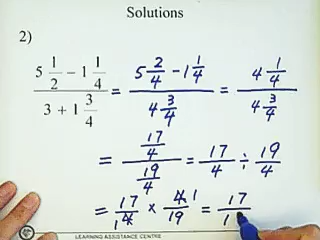 Solutions
2)
(5 1/2 − 1 1/4) / (3 + 1 3/4) = (5 2/4 − 1 1/4) / (4 3/4) = (4 1/4) / (4 3/4)
= (17/4) / (19/4) = 17/4 ÷ 19/4
= 17/4 1 × 4 1/19 = 17/1
LEARNING ASSISTANCE CENTRE